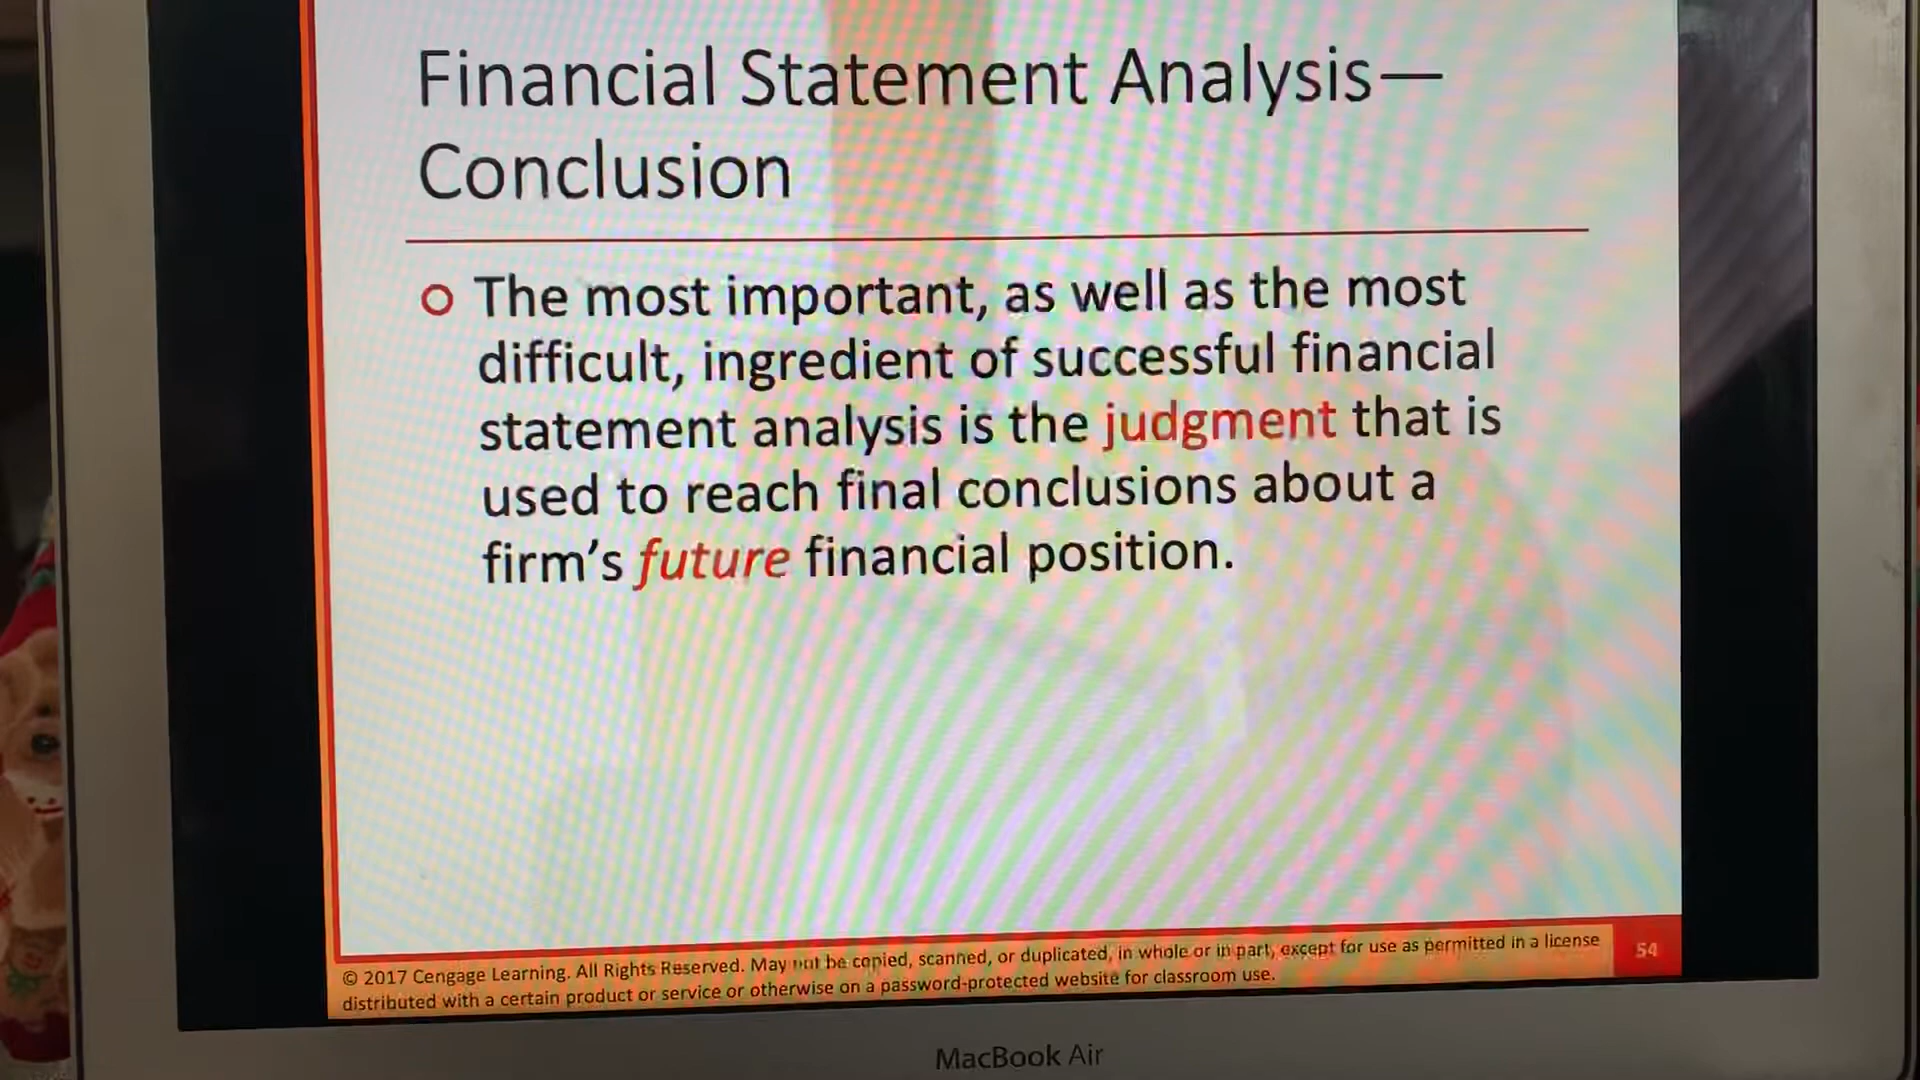 Financial Statement Analysis—
Conclusion
The most important, as well as the most
difficult, ingredient of successful financial
statement analysis is the judgment that is
used to reach final conclusions about a
firm’s future financial position.
© 2017 Cengage Learning. All Rights Reserved. May not be copied, scanned, or duplicated, in whole or in part, except for use as permitted in a license
distributed with a certain product or service or otherwise on a password-protected website for classroom use.
54
MacBook Air